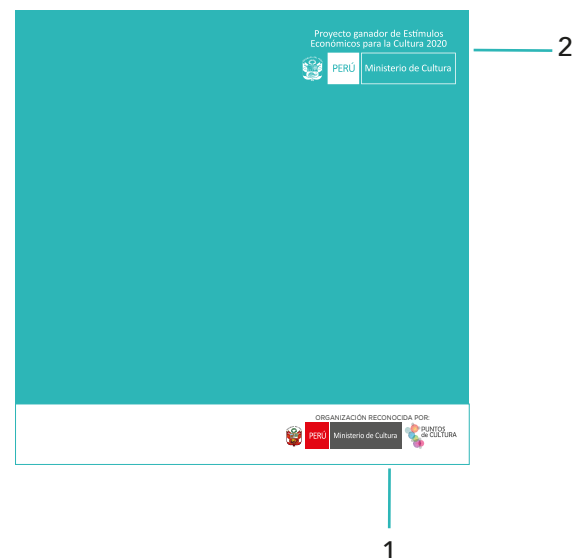 Proyecto ganador de Estímulos
Económicos para la Cultura 2020
PERÚ Ministerio de Cultura
2
ORGANIZACIÓN RECONOCIDA POR:
PERÚ Ministerio de Cultura
PUNTOS
de CULTURA
1